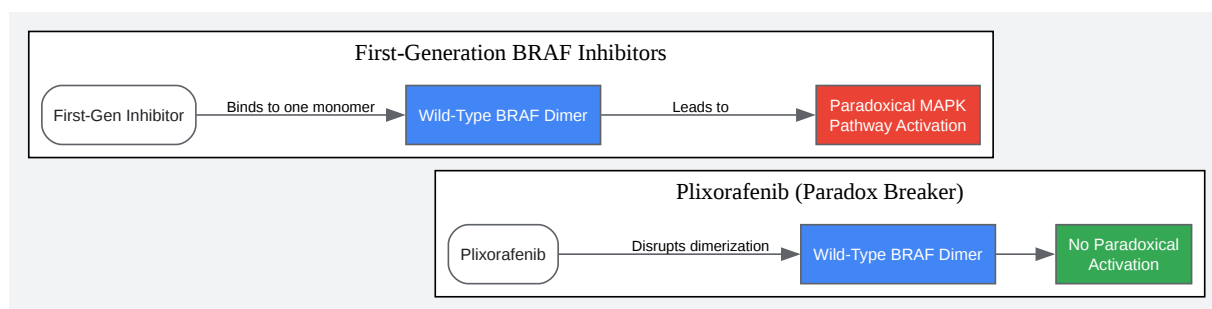 First-Generation BRAF Inhibitors
First-Gen Inhibitor
Binds to one monomer
Wild-Type BRAF Dimer
Leads to
Paradoxical MAPK
Pathway Activation
Plixorafenib (Paradox Breaker)
Plixorafenib
Disrupts dimerization
Wild-Type BRAF Dimer
No Paradoxical
Activation